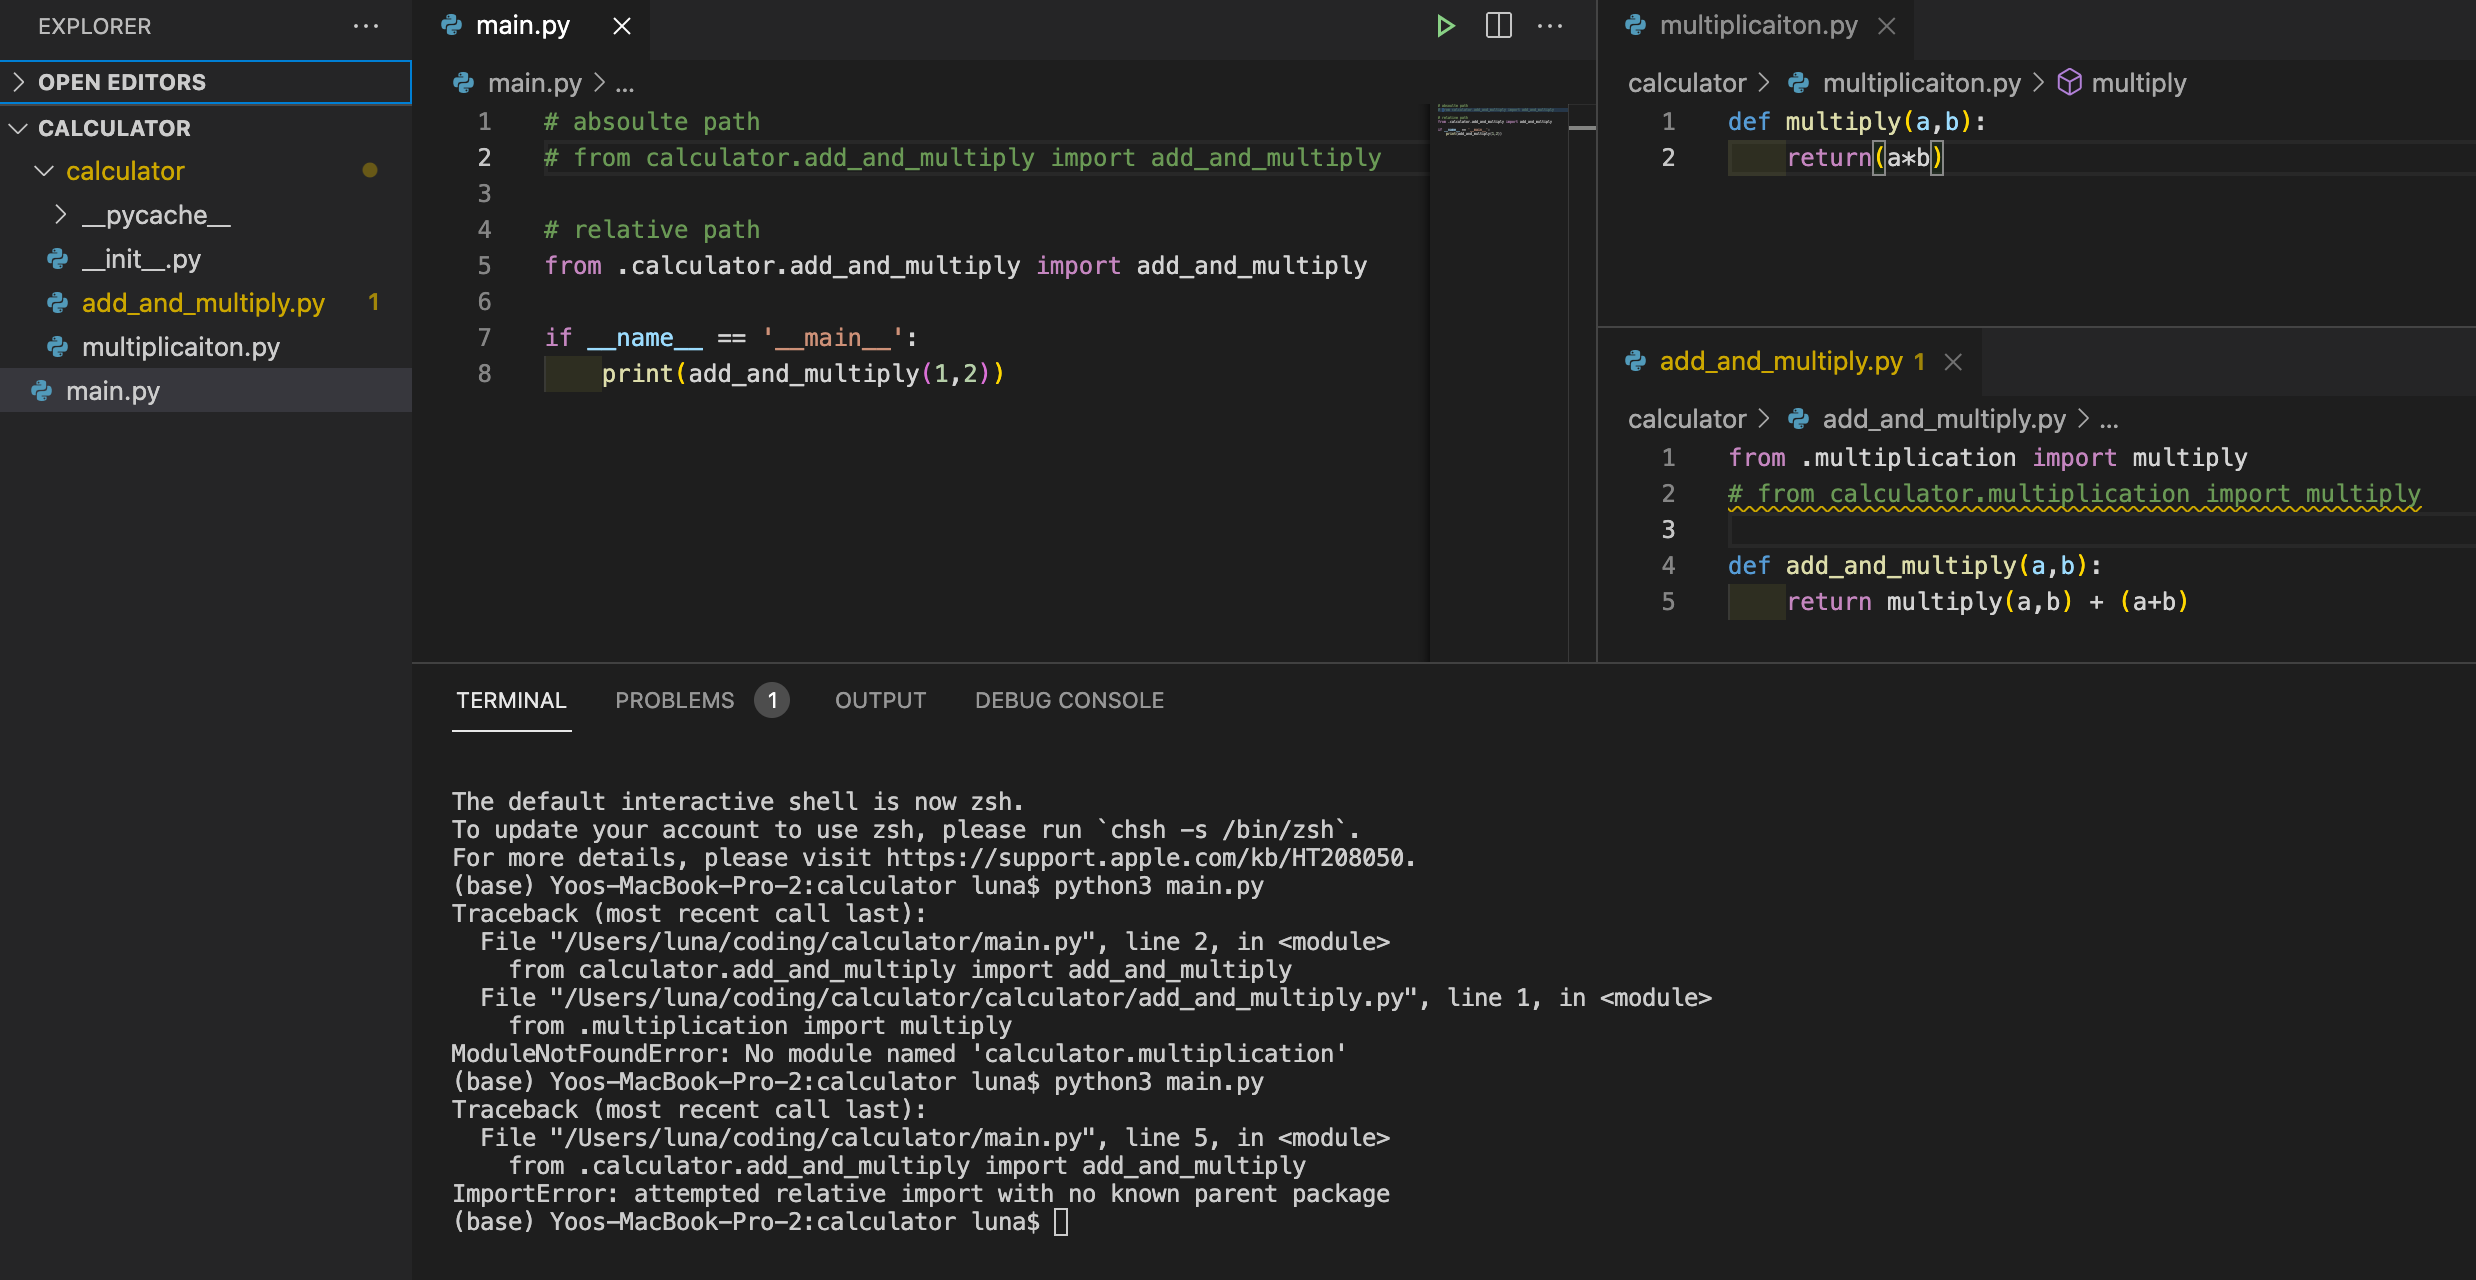 EXPLORER
OPEN EDITORS
CALCULATOR
calculator
__pycache__
__init__.py
add_and_multiply.py 1
multiplicaiton.py
main.py
main.py
main.py > ...
1 # absoulte path
2 # from calculator.add_and_multiply import add_and_multiply
3
4 # relative path
5 from .calculator.add_and_multiply import add_and_multiply
6
7 if __name__ == '__main__':
8 print(add_and_multiply(1,2))
multiplicaiton.py
calculator > multiplicaiton.py > multiply
1 def multiply(a,b):
2 return(a*b)
add_and_multiply.py 1
calculator > add_and_multiply.py > ...
1 from .multiplication import multiply
2 # from calculator.multiplication import multiply
3
4 def add_and_multiply(a,b):
5 return multiply(a,b) + (a+b)
TERMINAL PROBLEMS 1 OUTPUT DEBUG CONSOLE
The default interactive shell is now zsh.
To update your account to use zsh, please run `chsh -s /bin/zsh`.
For more details, please visit https://support.apple.com/kb/HT208050.
(base) Yoos-MacBook-Pro-2:calculator luna$ python3 main.py
Traceback (most recent call last):
File "/Users/luna/coding/calculator/main.py", line 2, in <module>
from calculator.add_and_multiply import add_and_multiply
File "/Users/luna/coding/calculator/calculator/add_and_multiply.py", line 1, in <module>
from .multiplication import multiply
ModuleNotFoundError: No module named 'calculator.multiplication'
(base) Yoos-MacBook-Pro-2:calculator luna$ python3 main.py
Traceback (most recent call last):
File "/Users/luna/coding/calculator/main.py", line 5, in <module>
from .calculator.add_and_multiply import add_and_multiply
ImportError: attempted relative import with no known parent package
(base) Yoos-MacBook-Pro-2:calculator luna$